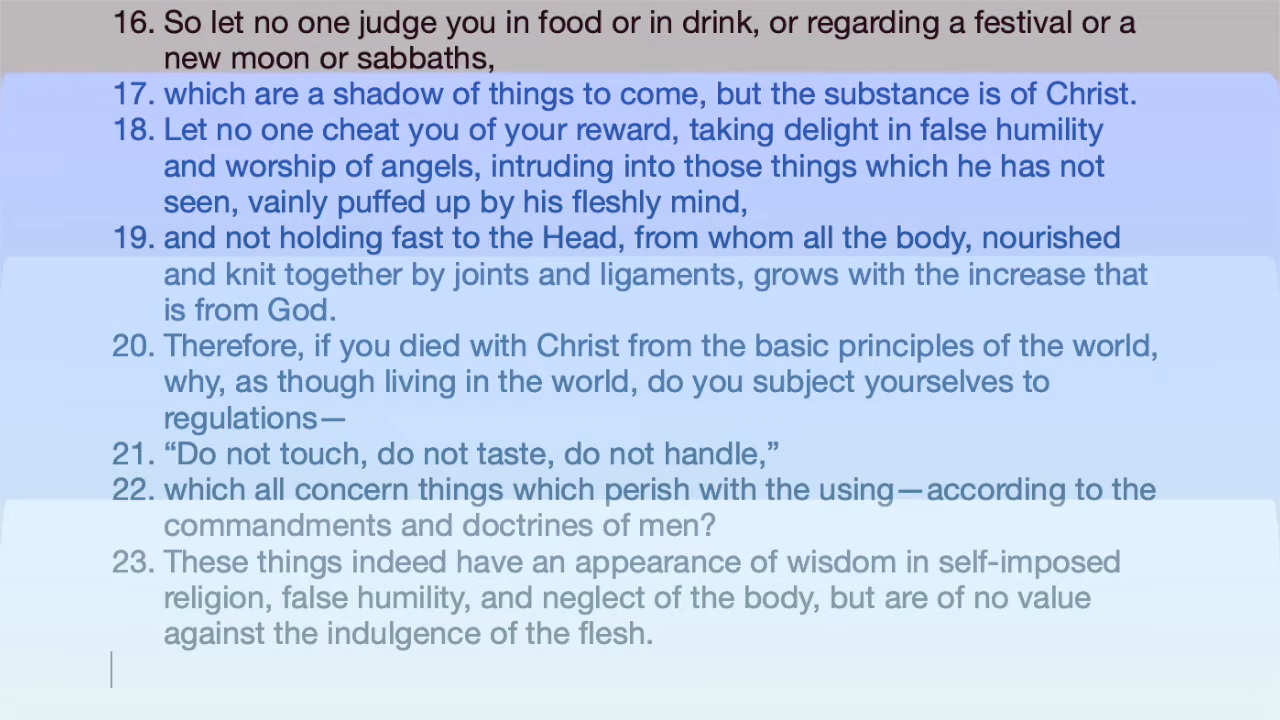 16. So let no one judge you in food or in drink, or regarding a festival or a
new moon or sabbaths,
17. which are a shadow of things to come, but the substance is of Christ.
18. Let no one cheat you of your reward, taking delight in false humility
and worship of angels, intruding into those things which he has not
seen, vainly puffed up by his fleshly mind,
19. and not holding fast to the Head, from whom all the body, nourished
and knit together by joints and ligaments, grows with the increase that
is from God.
20. Therefore, if you died with Christ from the basic principles of the world,
why, as though living in the world, do you subject yourselves to
regulations—
21. “Do not touch, do not taste, do not handle,”
22. which all concern things which perish with the using—according to the
commandments and doctrines of men?
23. These things indeed have an appearance of wisdom in self-imposed
religion, false humility, and neglect of the body, but are of no value
against the indulgence of the flesh.